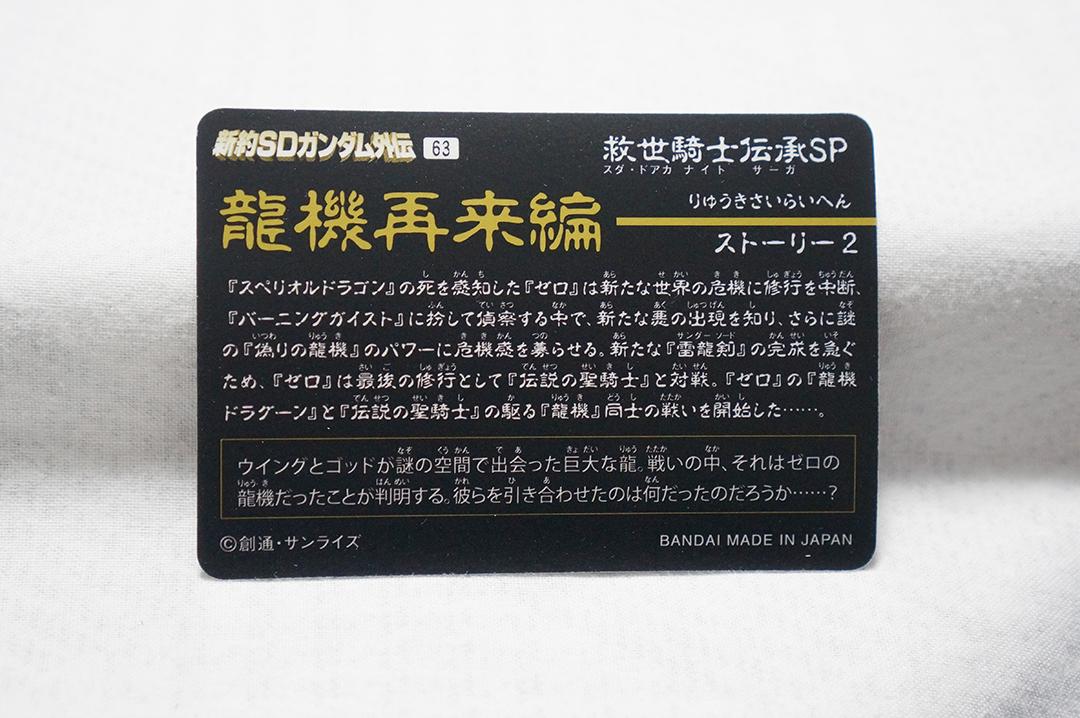 新約SDガンダム外伝 63
救世騎士伝承SP
スダ・ドアカ ナイト サーガ
龍機再来編
りゅうきさいらいへん
ストーリー2
『スペリオルドラゴン』の死を感知した『ゼロ』は新たな世界の危機に修行を中断、
『バーニングガイスト』に扮して偵察する中で、新たな悪の出現を知り、さらに謎
の『偽りの龍機』のパワーに危機感を募らせる。新たな『雷龍剣』の完成を急ぐ
ため、『ゼロ』は最後の修行として『伝説の聖騎士』と対戦。『ゼロ』の『龍機
ドラグーン』と『伝説の聖騎士』の駆る『龍機』同士の戦いを開始した……。
ウイングとゴッドが謎の空間で出会った巨大な龍。戦いの中、それはゼロの
龍機だったことが判明する。彼らを引き合わせたのは何だったのだろうか……？
©創通・サンライズ
BANDAI MADE IN JAPAN